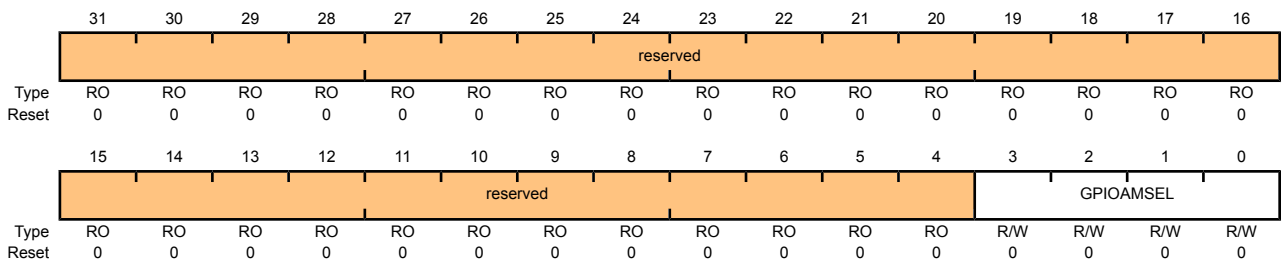 31 30 29 28 27 26 25 24 23 22 21 20 19 18 17 16
reserved
Type RO RO RO RO RO RO RO RO RO RO RO RO RO RO RO RO
Reset 0 0 0 0 0 0 0 0 0 0 0 0 0 0 0 0
15 14 13 12 11 10 9 8 7 6 5 4 3 2 1 0
reserved GPIOAMSEL
Type RO RO RO RO RO RO RO RO RO RO RO RO R/W R/W R/W R/W
Reset 0 0 0 0 0 0 0 0 0 0 0 0 0 0 0 0